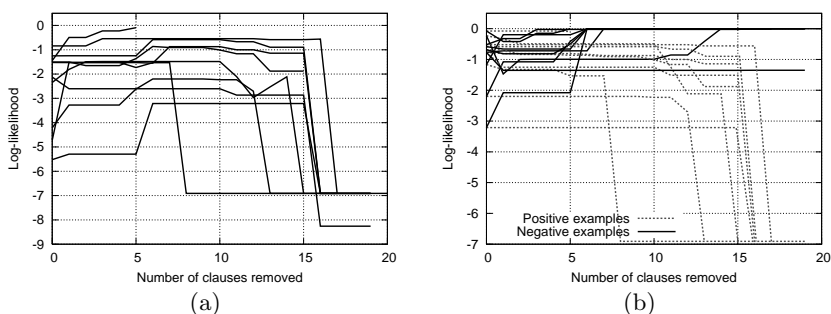 1
0
-1
-2
-3
-4
-5
-6
-7
-8
-9
Log-likelihood
0 5 10 15 20
Number of clauses removed
(a)
0
-1
-2
-3
-4
-5
-6
-7
Log-likelihood
Positive examples
Negative examples
0 5 10 15 20
Number of clauses removed
(b)